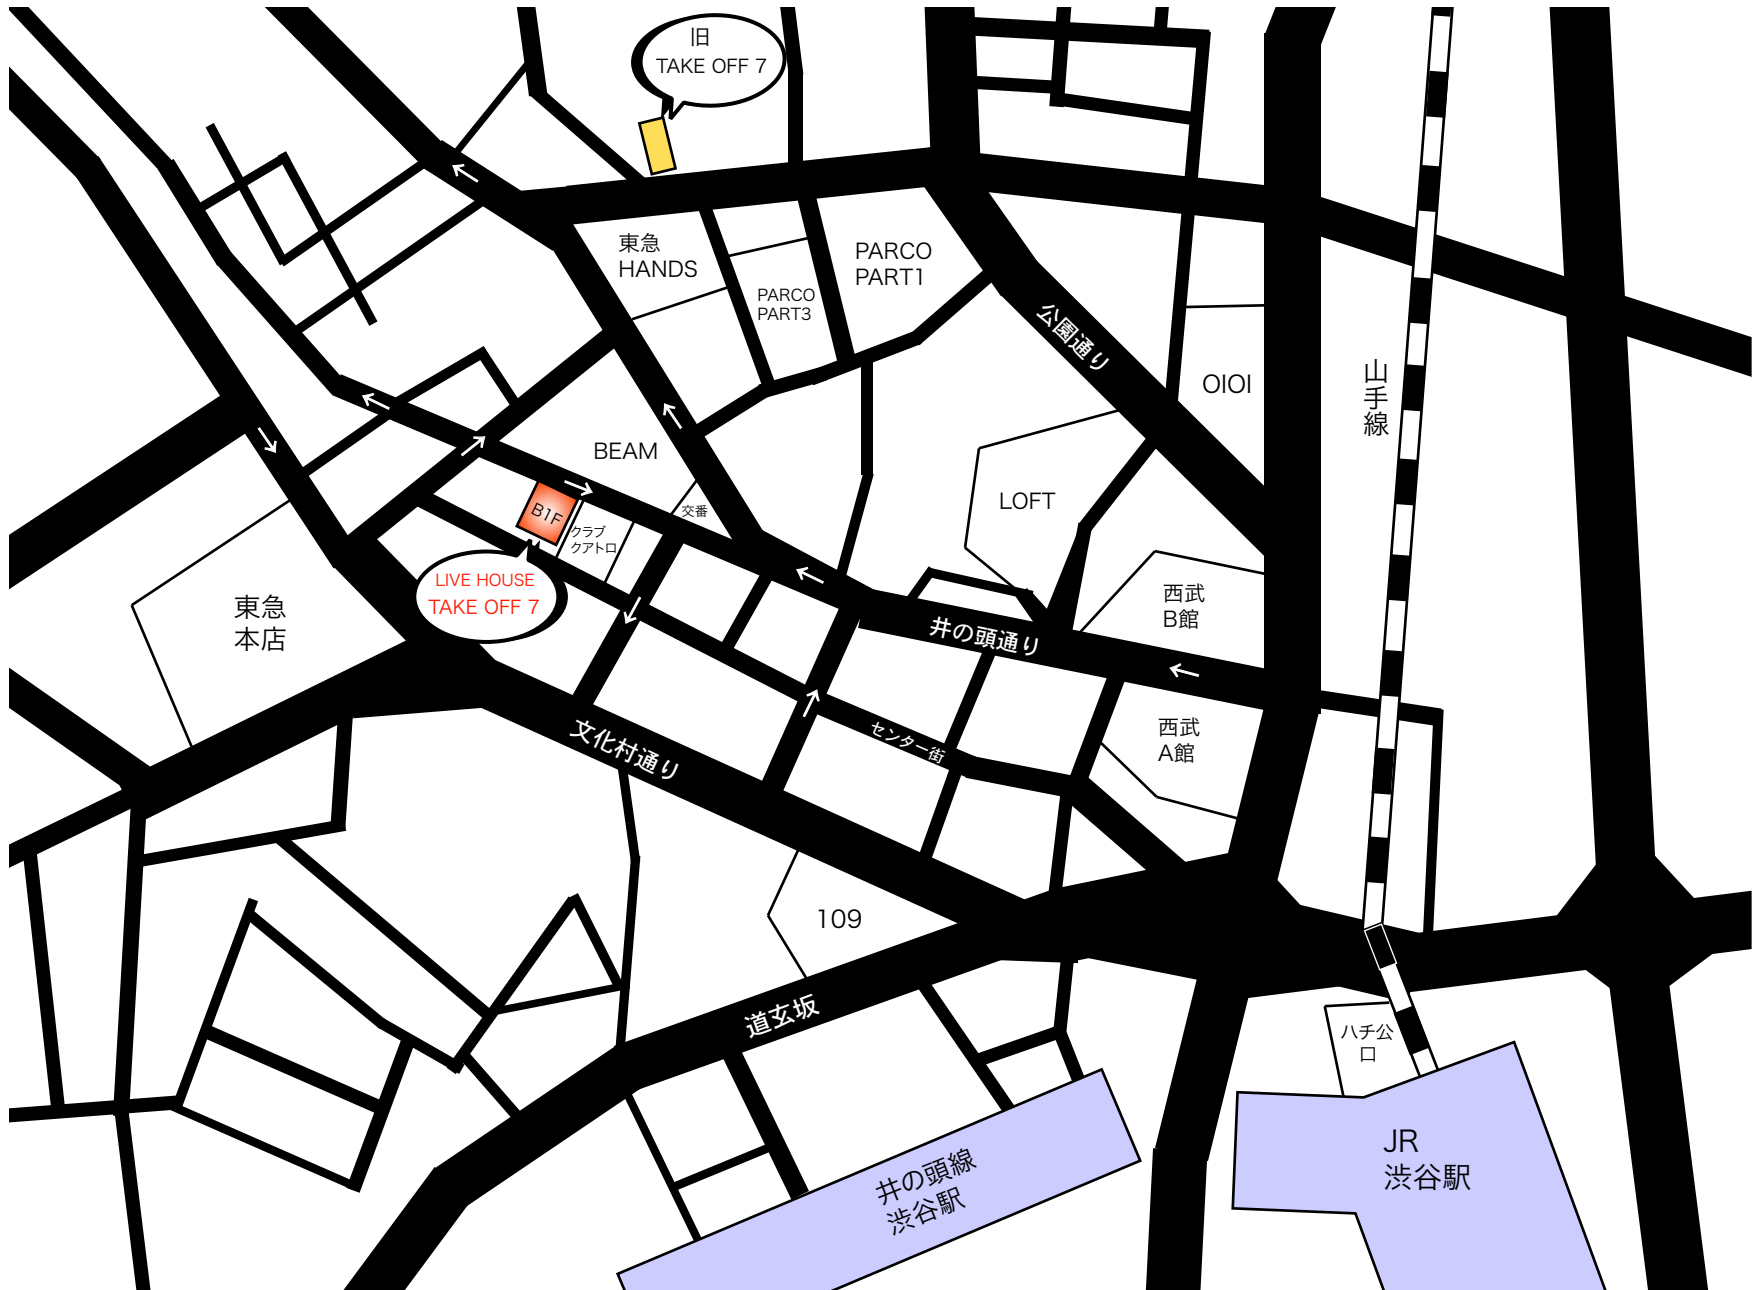 旧
TAKE OFF 7
東急
HANDS
PARCO
PART1
PARCO
PART3
公園通り
OIOI
山手線
BEAM
LOFT
交番
B1F
クラブ
クアトロ
LIVE HOUSE
TAKE OFF 7
東急
本店
西武
B館
井の頭通り
西武
A館
センター街
文化村通り
109
道玄坂
ハチ公
口
JR
渋谷駅
井の頭線
渋谷駅